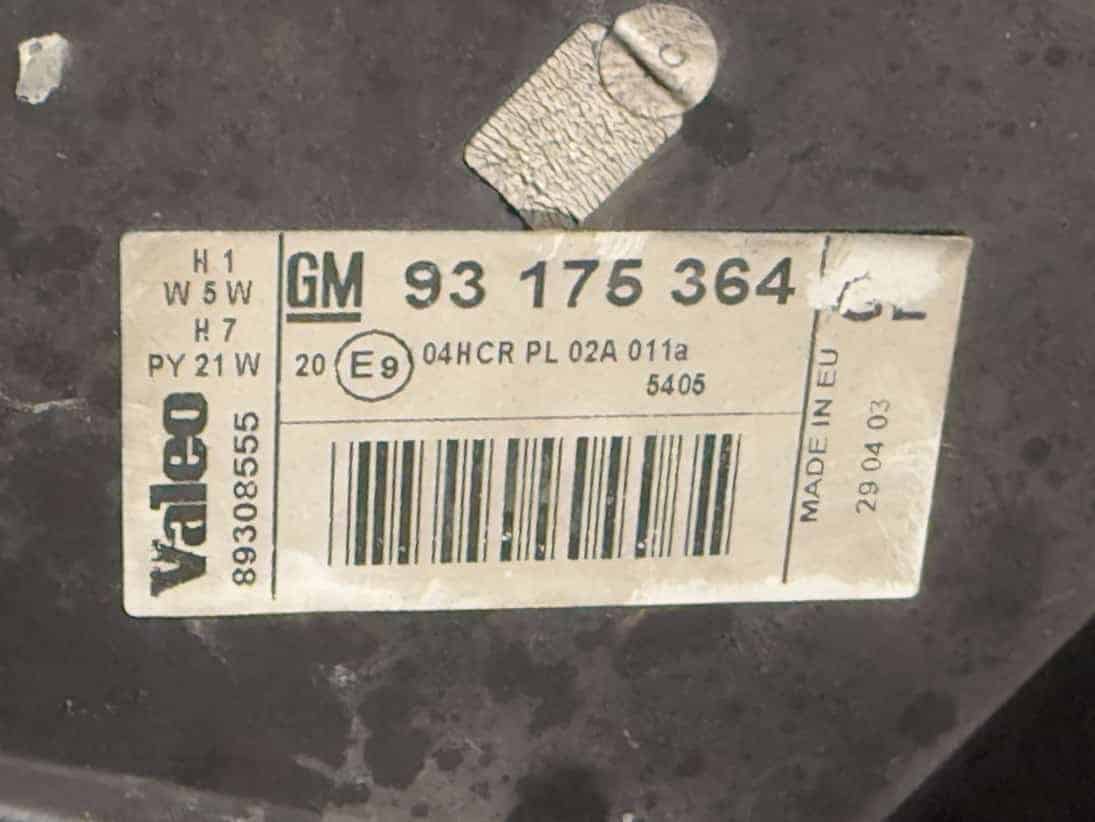 H 1
W 5 W
H 7
PY 21 W
Valeo
89308555
GM 93 175 364
20 E9 04HCR PL 02A 011a
5405
MADE IN EU
29 04 03